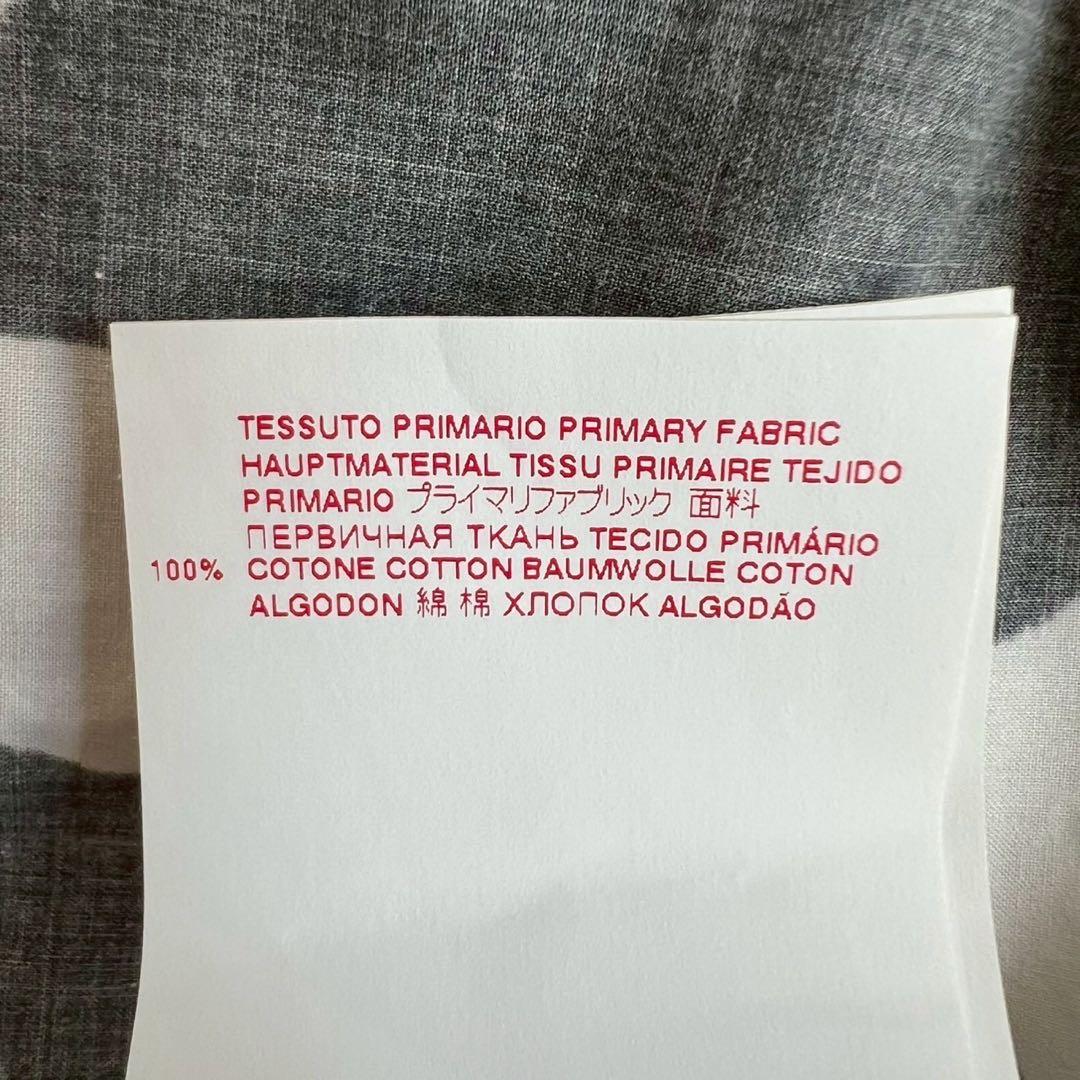 TESSUTO PRIMARIO PRIMARY FABRIC
HAUPTMATERIAL TISSU PRIMAIRE TEJIDO
PRIMARIO プライマリファブリック 面料
ПЕРВИЧНАЯ ТКАНЬ TECIDO PRIMÁRIO
100% COTONE COTTON BAUMWOLLE COTON
ALGODON 綿 棉 ХЛОПОК ALGODÃO